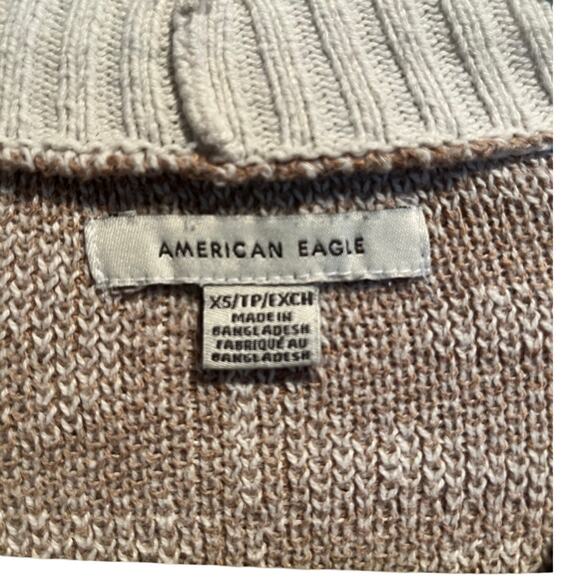 AMERICAN EAGLE
XS/TP/EXCH
MADE IN
BANGLADESH
FABRIQUÉ AU
BANGLADESH